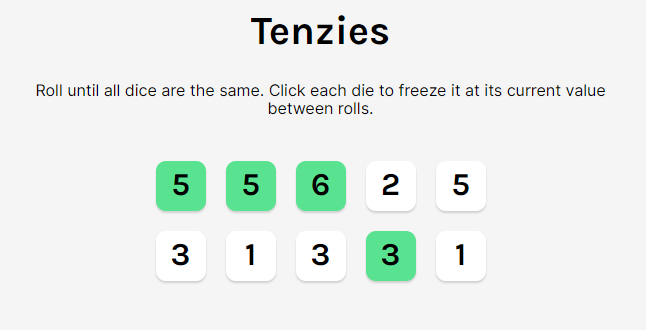 Tenzies
Roll until all dice are the same. Click each die to freeze it at its current value
between rolls.
5 5 6 2 5
3 1 3 3 1